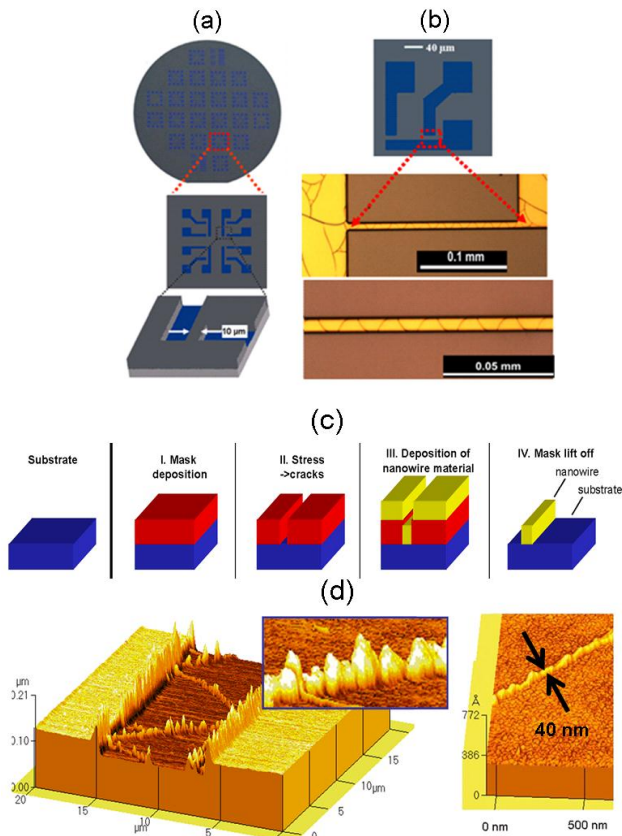 (a)
(b)
40 µm
10 µm
0.1 mm
0.05 mm
(c)
Substrate
I. Mask
deposition
II. Stress
->cracks
III. Deposition of
nanowire material
IV. Mask lift off
nanowire
substrate
(d)
µm
0.21
0.10
0.00
20
15
µm
10
5
0
5
10
µm
15
Å
772
386
0
40 nm
0 nm
500 nm